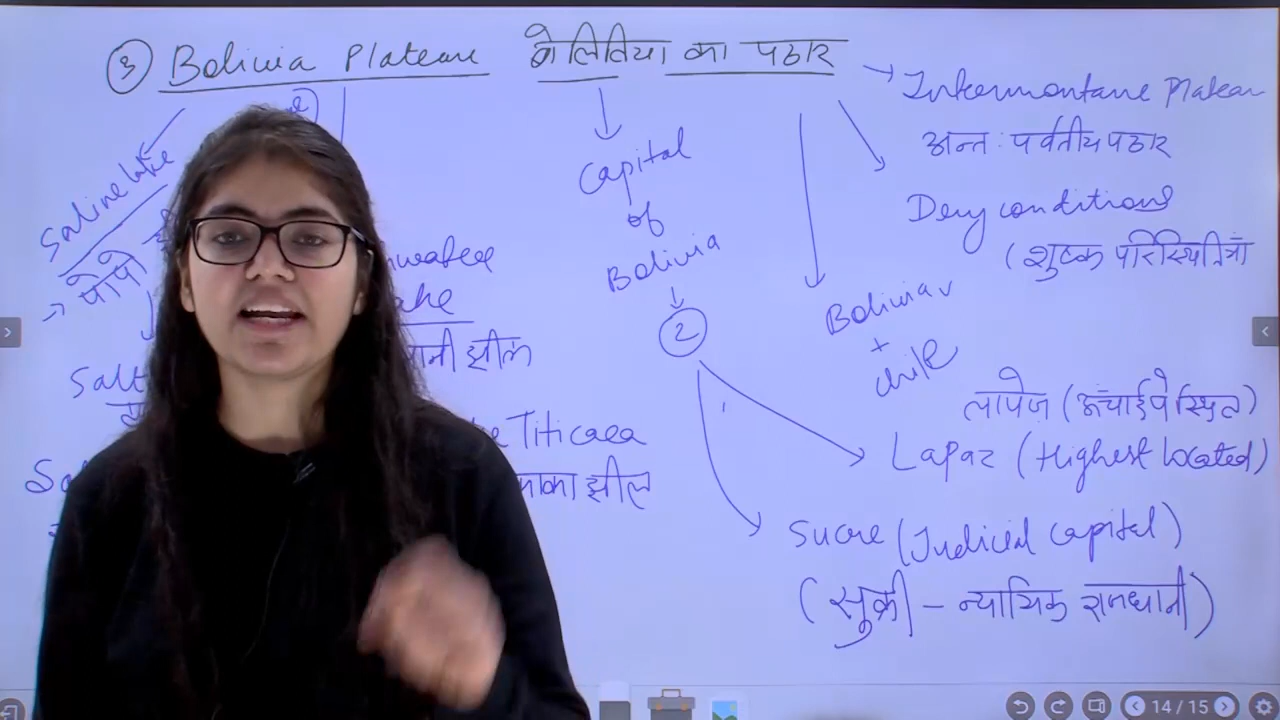 ③ Bolivia Plateau बोलिविया का पठार
→ Intermontane Plateau
अन्तः पर्वतीय पठार
Dry conditions
(शुष्क परिस्थितियाँ
Saline lake
→ पोपो
Salt
Capital
of
Bolivia
↓
②
Bolivia
+
chile
झील
Titicaca
झील
लापेज (ऊँचाई पे स्थित)
Lapaz (Highest located)
Sucre (Judicial capital)
(सुक्री – न्यायिक राजधानी)
14 / 15